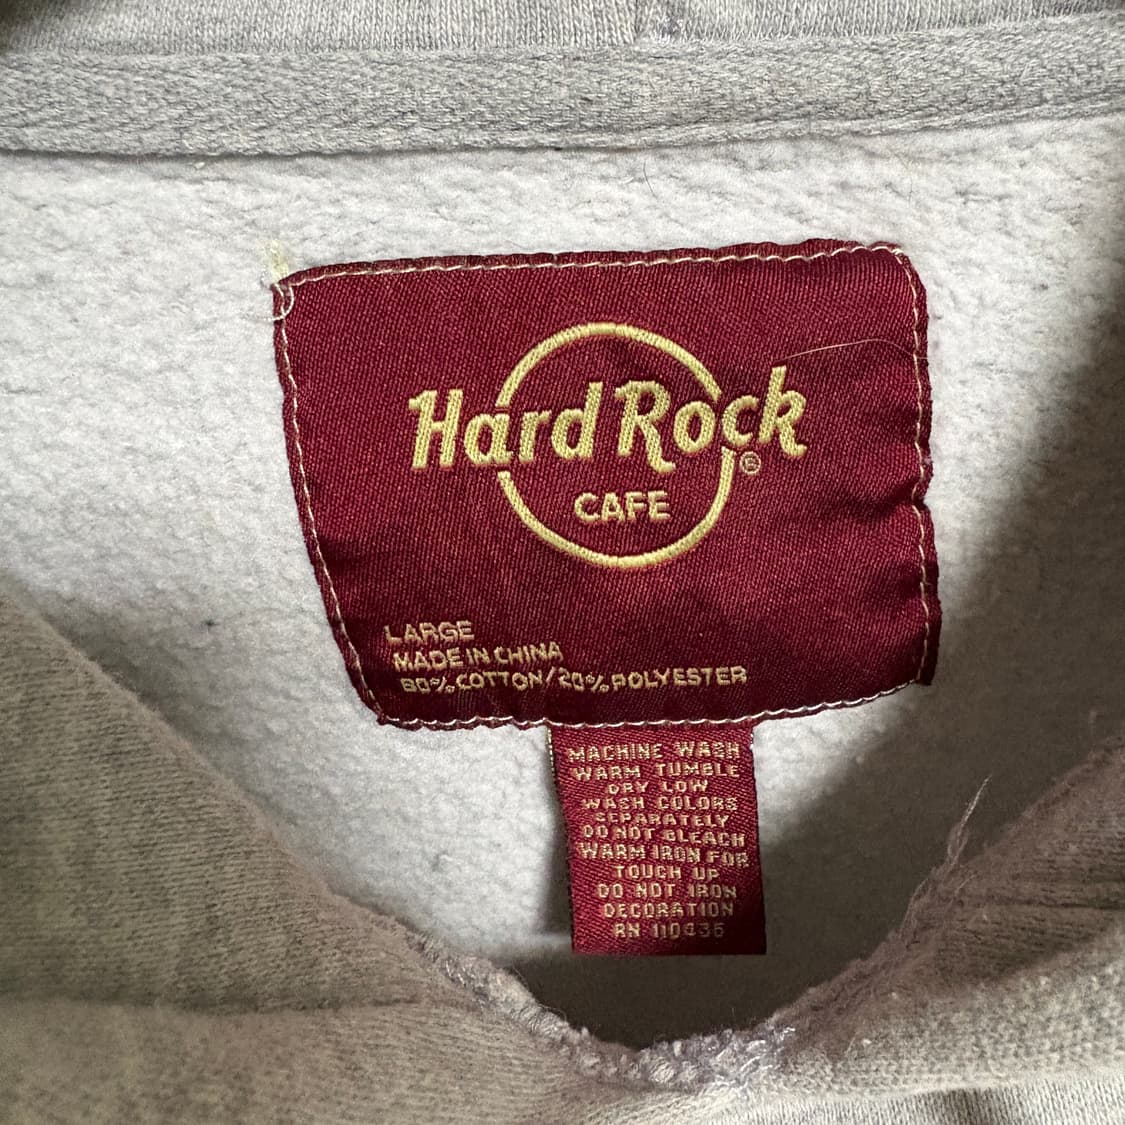 Hard Rock
®
CAFE
LARGE
MADE IN CHINA
80% COTTON/20% POLYESTER
MACHINE WASH
WARM TUMBLE
DRY LOW
WASH COLORS
SEPARATELY
DO NOT BLEACH
WARM IRON FOR
TOUCH UP
DO NOT IRON
DECORATION
RN 110435